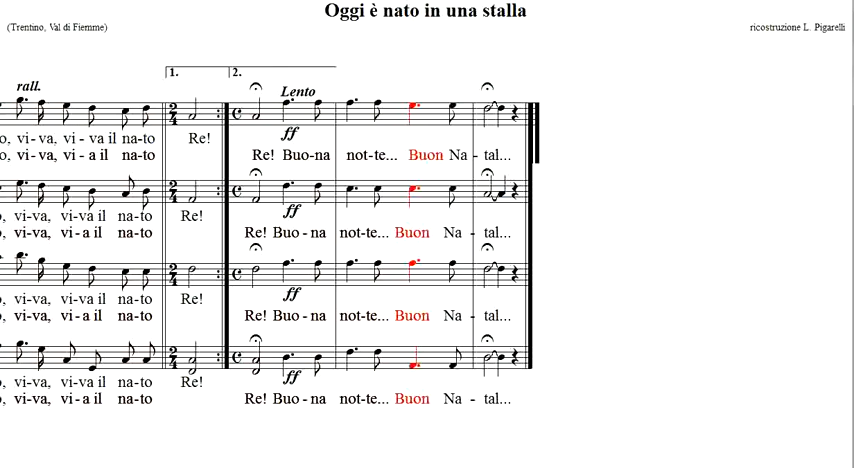 Oggi è nato in una stalla
(Trentino, Val di Fiemme) ricostruzione L. Pigarelli
rall. 1. 2. Lento
ff
o, vi-va, vi-va il na-to Re!
o, vi-va, vi-a il na-to Re! Buo-na not-te... Buon Na-tal...
ff
o, vi-va, vi-va il na-to Re!
o, vi-va, vi-a il na-to Re! Buo-na not-te... Buon Na-tal...
ff
o, vi-va, vi-va il na-to Re!
o, vi-va, vi-a il na-to Re! Buo-na not-te... Buon Na-tal...
ff
o, vi-va, vi-va il na-to Re!
o, vi-va, vi-a il na-to Re! Buo-na not-te... Buon Na-tal...